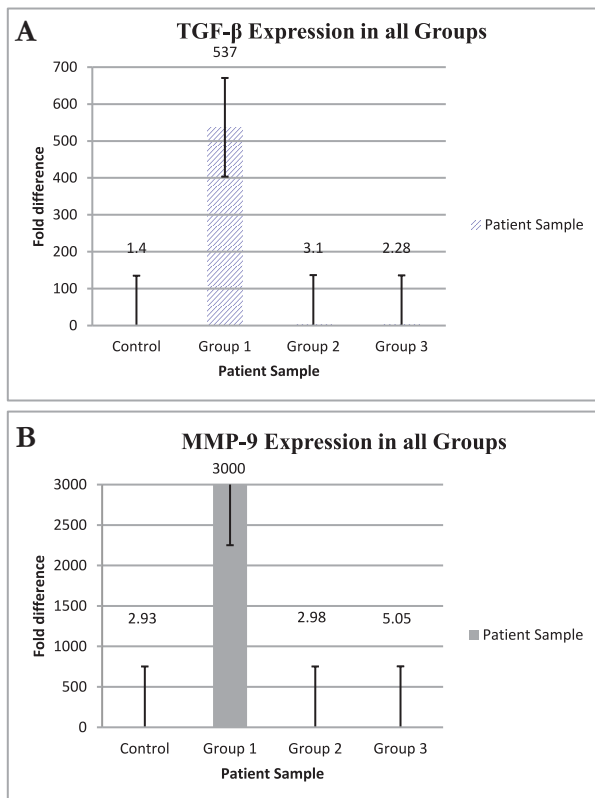 A
TGF-β Expression in all Groups
537
700
600
500
400
300
200
100
0
Fold difference
1.4
3.1
2.28
Patient Sample
Control Group 1 Group 2 Group 3
Patient Sample
B
MMP-9 Expression in all Groups
3000
3000
2500
2000
1500
1000
500
0
Fold difference
2.93
2.98
5.05
Patient Sample
Control Group 1 Group 2 Group 3
Patient Sample